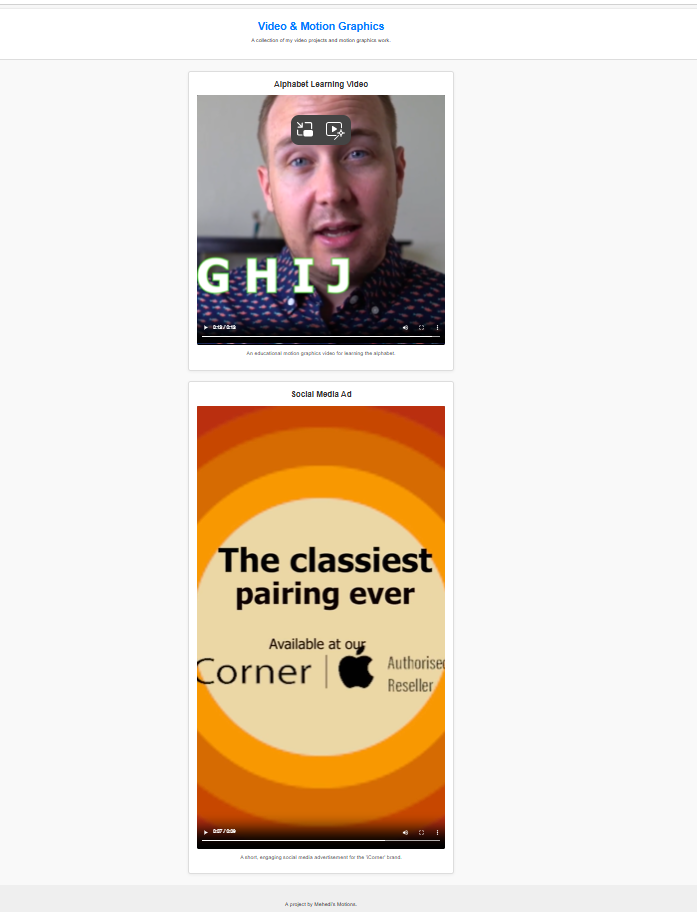 Video & Motion Graphics
A collection of my video projects and motion graphics work.
Alphabet Learning Video
G H I J
0:13 / 0:13
An educational motion graphics video for learning the alphabet.
Social Media Ad
The classiest
pairing ever
Available at our
Corner | Authorised
Reseller
0:07 / 0:09
A short, engaging social media advertisement for the 'iCorner' brand.
A project by Mehedi's Motions.